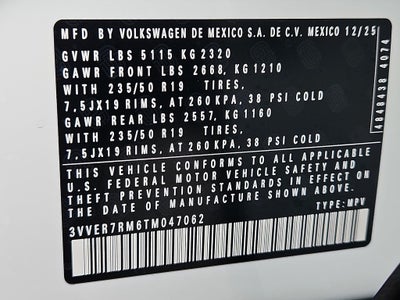 MFD BY VOLKSWAGEN DE MEXICO S.A. DE C.V. MEXICO 12/25
GVWR LBS 5115 KG 2320
GAWR FRONT LBS 2668, KG 1210
WITH 235/50 R19 TIRES,
7,5JX19 RIMS, AT 260 KPA, 38 PSI COLD
GAWR REAR LBS 2557, KG 1160
WITH 235/50 R19 TIRES,
7,5JX19 RIMS, AT 260 KPA, 38 PSI COLD
THIS VEHICLE CONFORMS TO ALL APPLICABLE
U.S. FEDERAL MOTOR VEHICLE SAFETY AND
THEFT PREVENTION STANDARDS IN EFFECT ON
THE DATE OF MANUFACTURE SHOWN ABOVE.
3VVER7RM6TM047062 TYPE: MPV
4848438 4074